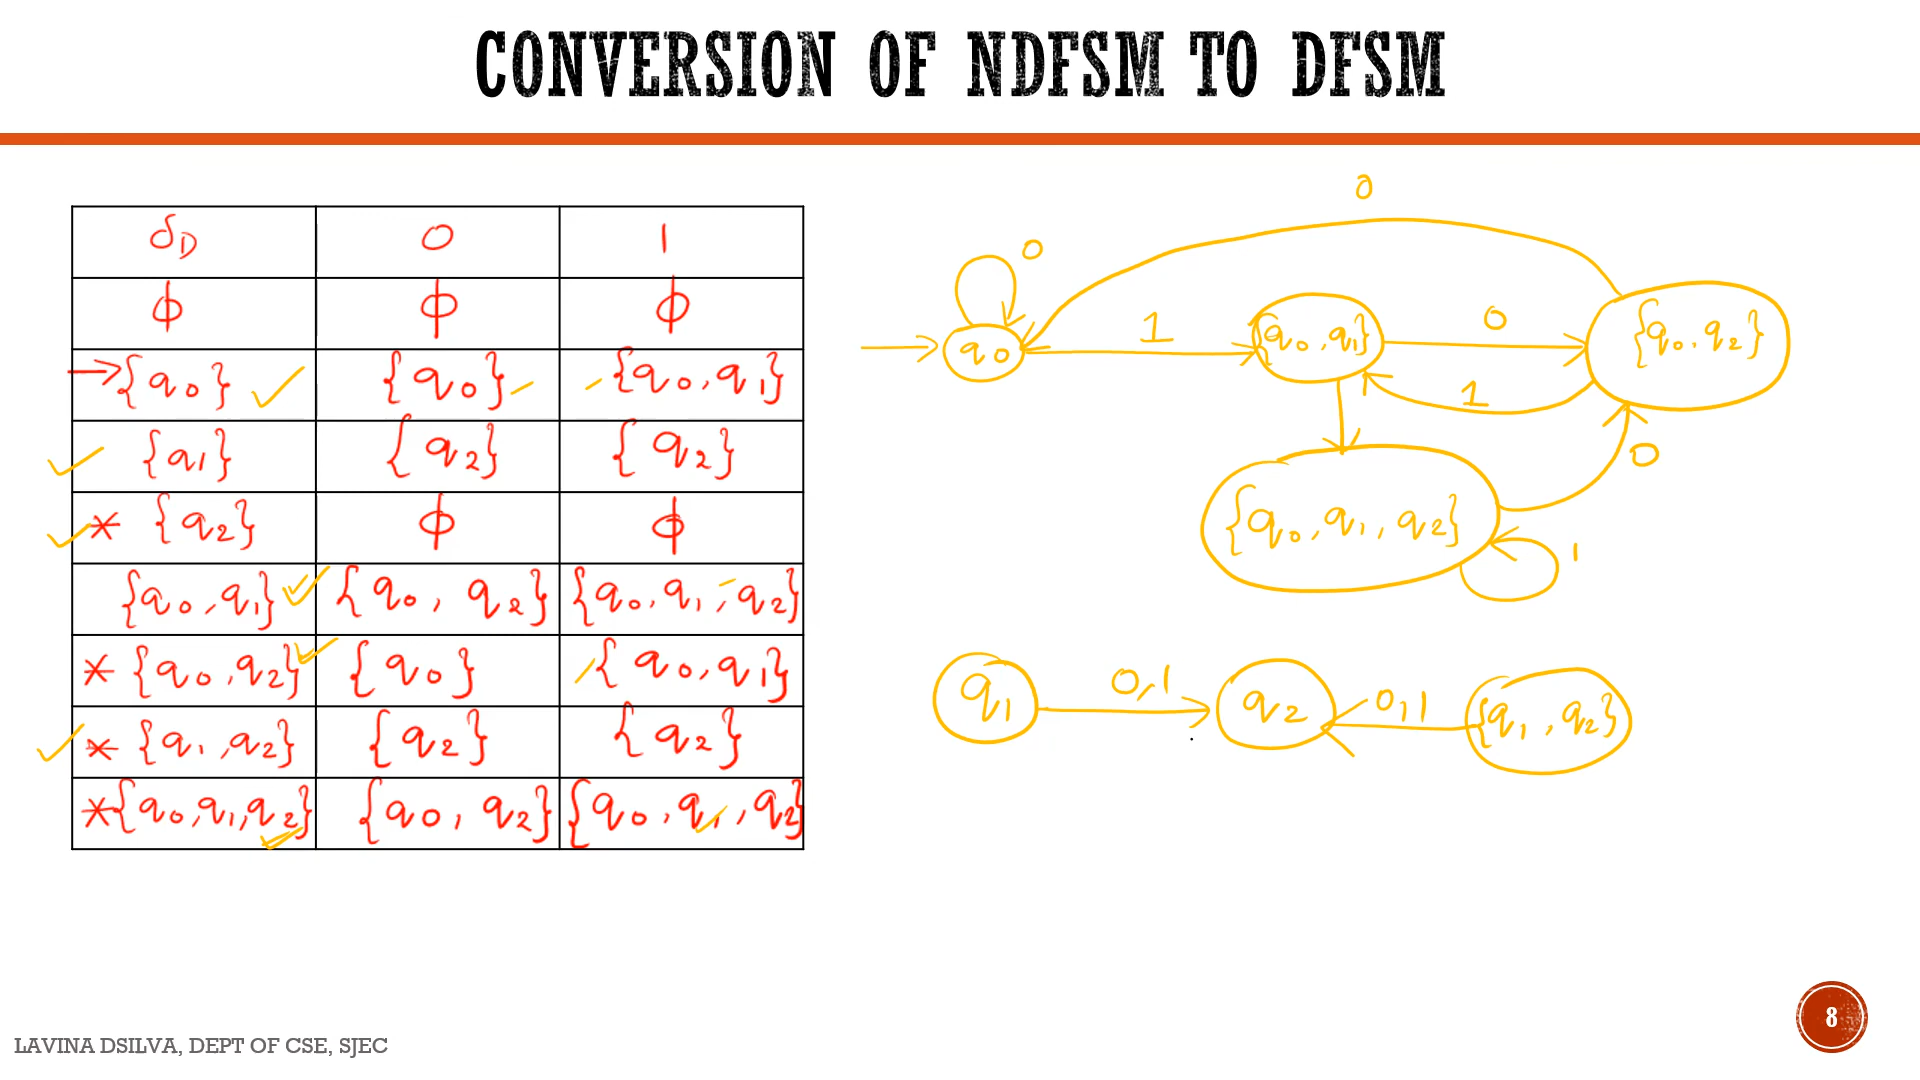 CONVERSION OF NDFSM TO DFSM
δD 0 1
ϕ ϕ ϕ
→{q0} {q0} {q0,q1}
{q1} {q2} {q2}
* {q2} ϕ ϕ
{q0,q1} {q0,q2} {q0,q1,q2}
* {q0,q2} {q0} {q0,q1}
* {q1,q2} {q2} {q2}
*{q0,q1,q2} {q0,q2} {q0,q1,q2}
0
0
q0
1
{q0,q1}
0
{q0,q2}
1
0
{q0,q1,q2}
1
q1
0,1
q2
0,1
{q1,q2}
8
LAVINA DSILVA, DEPT OF CSE, SJEC